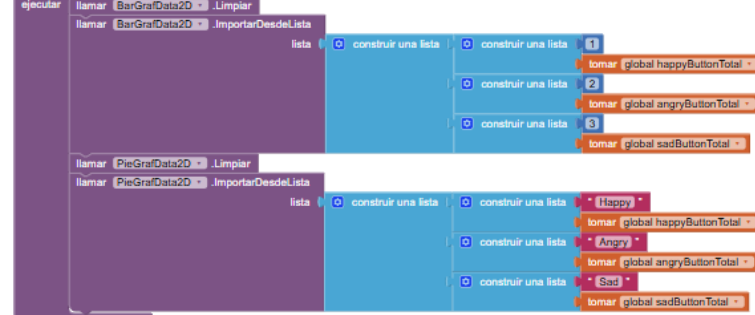 ejecutar llamar BarGrafData2D .Limpiar
llamar BarGrafData2D .ImportarDesdeLista
lista construir una lista construir una lista 1
tomar global happyButtonTotal
construir una lista 2
tomar global angryButtonTotal
construir una lista 3
tomar global sadButtonTotal
llamar PieGrafData2D .Limpiar
llamar PieGrafData2D .ImportarDesdeLista
lista construir una lista construir una lista " Happy "
tomar global happyButtonTotal
construir una lista " Angry "
tomar global angryButtonTotal
construir una lista " Sad "
tomar global sadButtonTotal